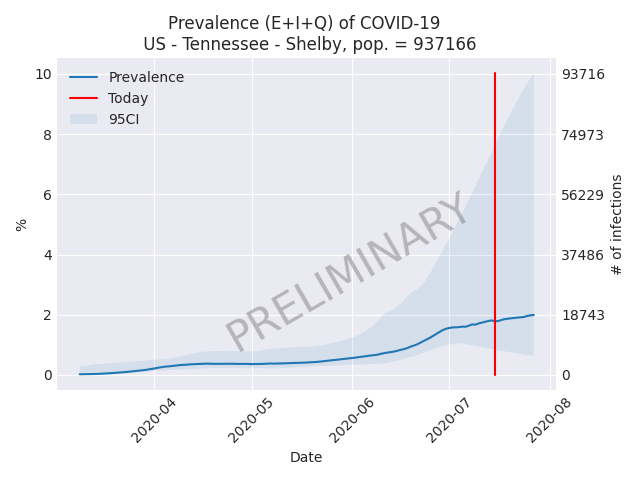 Prevalence (E+I+Q) of COVID-19
US - Tennessee - Shelby, pop. = 937166
Prevalence
Today
95CI
10
8
6
4
2
0
%
93716
74973
56229
37486
18743
0
# of infections
PRELIMINARY
2020-04
2020-05
2020-06
2020-07
2020-08
Date